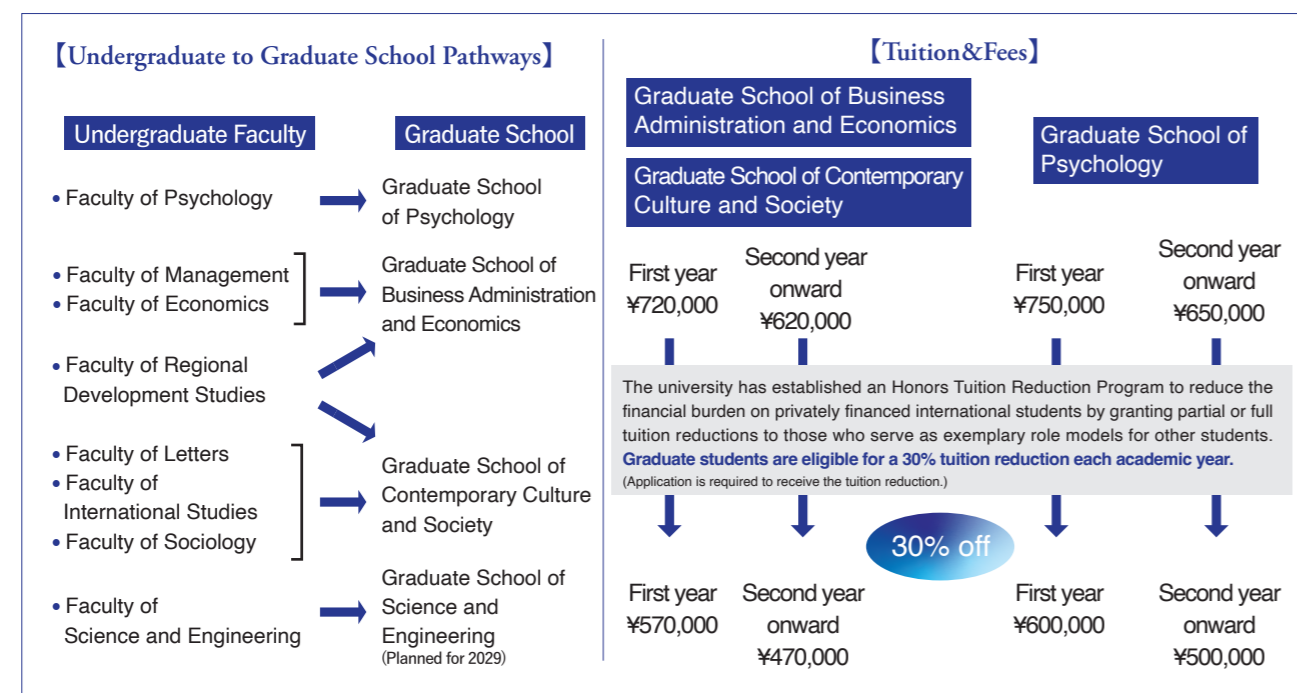 【Undergraduate to Graduate School Pathways】
Undergraduate Faculty
Graduate School
• Faculty of Psychology
Graduate School
of Psychology
• Faculty of Management
• Faculty of Economics
Graduate School of
Business Administration
and Economics
• Faculty of Regional
Development Studies
• Faculty of Letters
• Faculty of
International Studies
• Faculty of Sociology
Graduate School of
Contemporary Culture
and Society
• Faculty of
Science and Engineering
Graduate School of
Science and
Engineering
(Planned for 2029)
【Tuition&Fees】
Graduate School of Business
Administration and Economics
Graduate School of Contemporary
Culture and Society
Graduate School of
Psychology
First year
¥720,000
Second year
onward
¥620,000
First year
¥750,000
Second year
onward
¥650,000
The university has established an Honors Tuition Reduction Program to reduce the
financial burden on privately financed international students by granting partial or full
tuition reductions to those who serve as exemplary role models for other students.
Graduate students are eligible for a 30% tuition reduction each academic year.
(Application is required to receive the tuition reduction.)
30% off
First year
¥570,000
Second year
onward
¥470,000
First year
¥600,000
Second year
onward
¥500,000